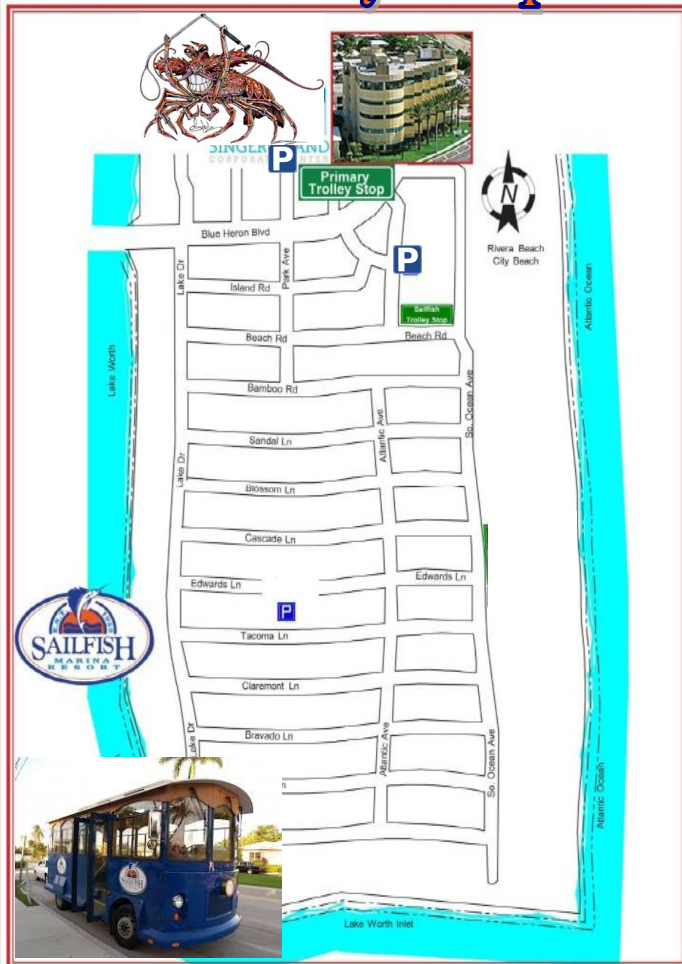 SINGER ISLAND
CORPORATE CENTER
P
Primary
Trolley Stop
N
Rivera Beach
City Beach
Blue Heron Blvd
P
Lake Dr
Park Ave
Island Rd
Atlantic Ocean
Sailfish
Trolley Stop
Beach Rd
Beach Rd
Lake Worth
Bamboo Rd
So. Ocean Ave
Atlantic Ave
Sandal Ln
Lake Dr
Blossom Ln
Cascade Ln
Edwards Ln
Edwards Ln
P
SAILFISH
MARINA
RESORT
Tacoma Ln
Claremont Ln
Bravado Ln
Lake Dr
Atlantic Ave
So. Ocean Ave
Atlantic Ocean
SAILFISH
Lake Worth Inlet